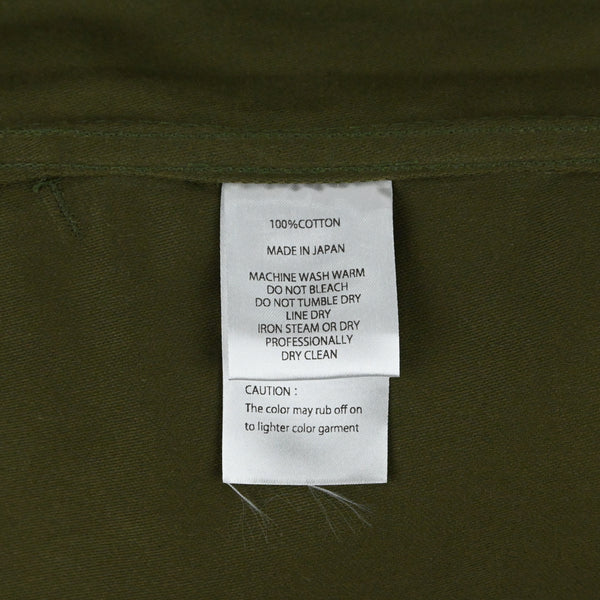 100%COTTON
MADE IN JAPAN
MACHINE WASH WARM
DO NOT BLEACH
DO NOT TUMBLE DRY
LINE DRY
IRON STEAM OR DRY
PROFESSIONALLY
DRY CLEAN
CAUTION :
The color may rub off on
to lighter color garment